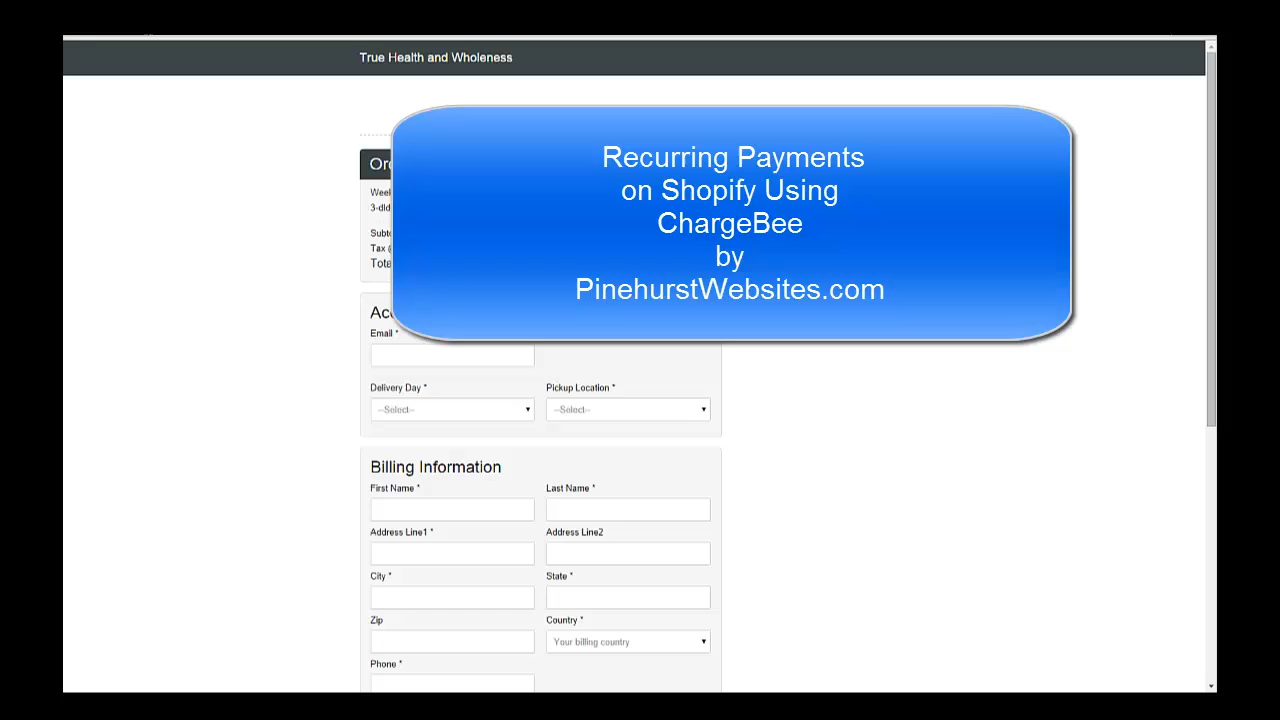 True Health and Wholeness
Recurring Payments
on Shopify Using
ChargeBee
by
PinehurstWebsites.com
Email *
Delivery Day * Pickup Location *
--Select-- --Select--
Billing Information
First Name * Last Name *
Address Line1 * Address Line2
City * State *
Zip Country *
Your billing country
Phone *